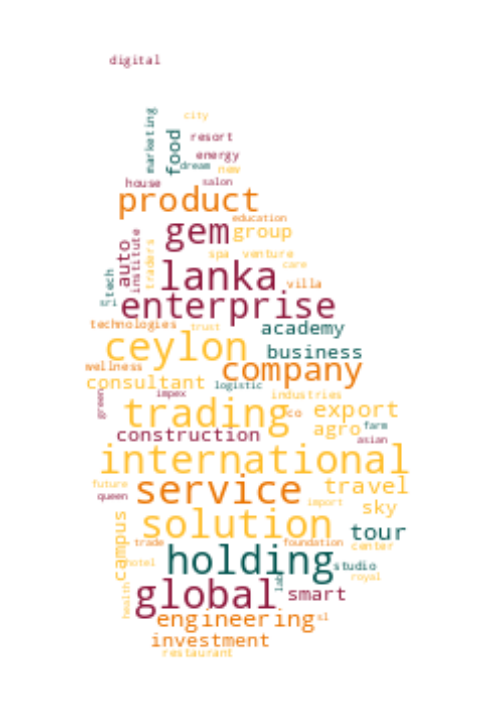 digital
city
marketing
food
resort
energy
dream
new
house
salon
product
education
gem
group
auto
institute
traders
spa
venture
care
lanka
tech
villa
sri
enterprise
technologies
trust
academy
ceylon
business
wellness
company
consultant
logistic
green
impex
industries
trading
co
export
agro
farm
construction
asian
international
future
queen
service
travel
import
sky
campus
solution
tour
trade
foundation
center
hotel
holding
studio
lab
royal
health
global
smart
engineering
sl
investment
restaurant